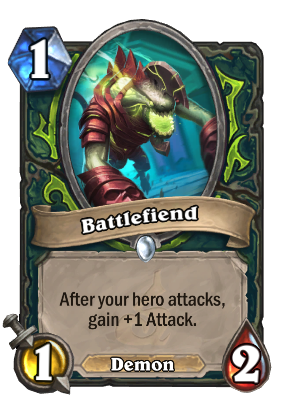 1
Battlefiend
After your hero attacks,
gain +1 Attack.
1
Demon
2